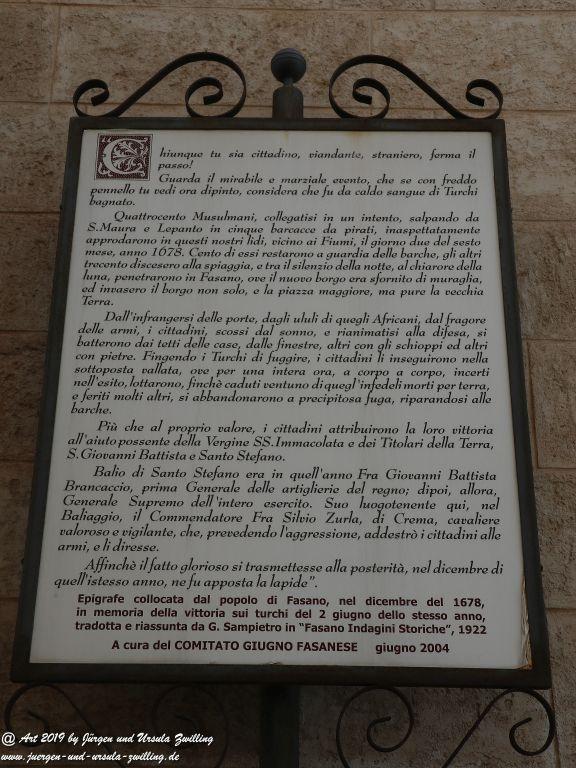 Chiunque tu sia cittadino, viandante, straniero, ferma il
passo!
Guarda il mirabile e marziale evento, che se con freddo
pennello tu vedi ora dipinto, considera che fu da caldo sangue di Turchi
bagnato.
Quattrocento Musulmani, collegatisi in un intento, salpando da
S.Maura e Lepanto in cinque barcacce da pirati, inaspettatamente
approdarono in questi nostri lidi, vicino ai Fiumi, il giorno due del sesto
mese, anno 1678. Cento di essi restarono a guardia delle barche, gli altri
trecento discesero alla spiaggia, e tra il silenzio della notte, al chiarore della
luna, penetrarono in Fasano, ove il nuovo borgo era sfornito di muraglia,
ed invasero il borgo non solo, e la piazza maggiore, ma pure la vecchia
Terra.
Dall'infrangersi delle porte, dagli ululi di quegli Africani, dal fragore
delle armi, i cittadini, scossi dal sonno, e rianimatisi alla difesa, si
batterono dai tetti delle case, dalle finestre, altri con gli schioppi ed altri
con pietre. Fingendo i Turchi di fuggire, i cittadini li inseguirono nella
sottoposta vallata, ove per una intera ora, a corpo a corpo, incerti
nell'esito, lottarono, finchè caduti ventuno di quegl'infedeli morti per terra,
e feriti molti altri, si abbandonarono a precipitosa fuga, riparandosi alle
barche.
Più che al proprio valore, i cittadini attribuirono la loro vittoria
all'aiuto possente della Vergine SS.Immacolata e dei Titolari della Terra,
S.Giovanni Battista e Santo Stefano.
Balio di Santo Stefano era in quell'anno Fra Giovanni Battista
Brancaccio, prima Generale delle artiglierie del regno; dipoi, allora,
Generale Supremo dell'intero esercito. Suo luogotenente qui, nel
Baliaggio, il Commendatore Fra Silvio Zurla, di Crema, cavaliere
valoroso e vigilante, che, prevedendo l'aggressione, addestrò i cittadini alle
armi, e li diresse.
Affinchè il fatto glorioso si trasmettesse alla posterità, nel dicembre di
quell'istesso anno, ne fu apposta la lapide".
Epigrafe collocata dal popolo di Fasano, nel dicembre del 1678,
in memoria della vittoria sui turchi del 2 giugno dello stesso anno,
tradotta e riassunta da G. Sampietro in "Fasano Indagini Storiche", 1922
A cura del COMITATO GIUGNO FASANESE giugno 2004
@ Art 2019 by Jürgen und Ursula Zwilling
www.juergen-und-ursula-zwilling.de